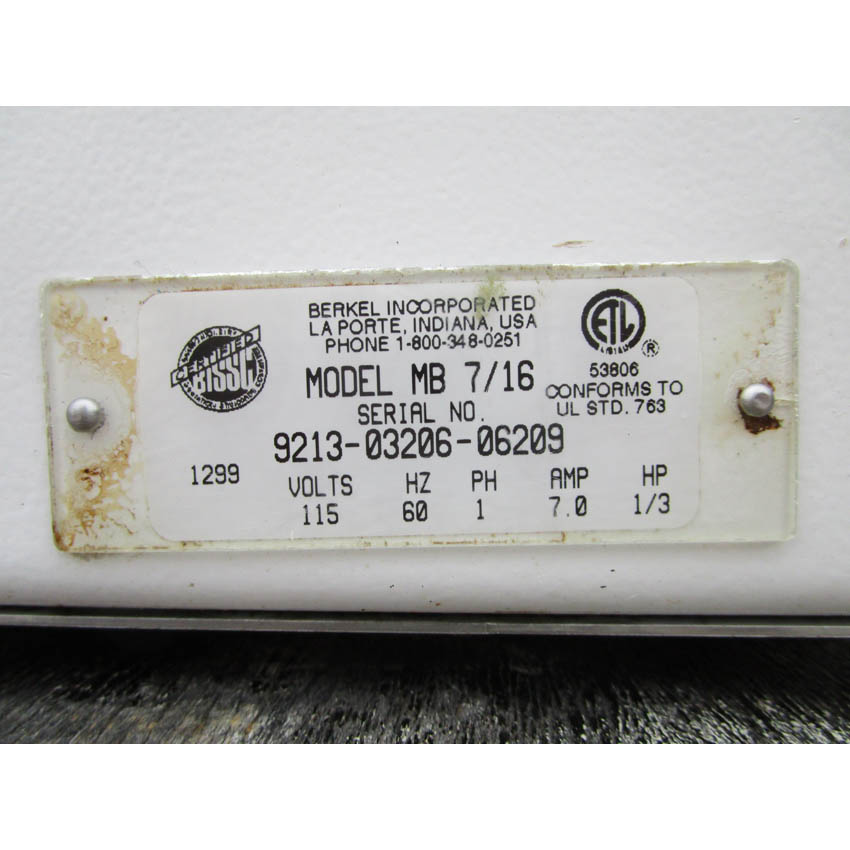 BERKEL INCORPORATED
LA PORTE, INDIANA, USA
PHONE 1-800-348-0251
MODEL MB 7/16
SERIAL NO.
9213-03206-06209
CERTIFIED
BISSC
ETL
®
53806
CONFORMS TO
UL STD. 763
1299
VOLTS HZ PH AMP HP
115 60 1 7.0 1/3